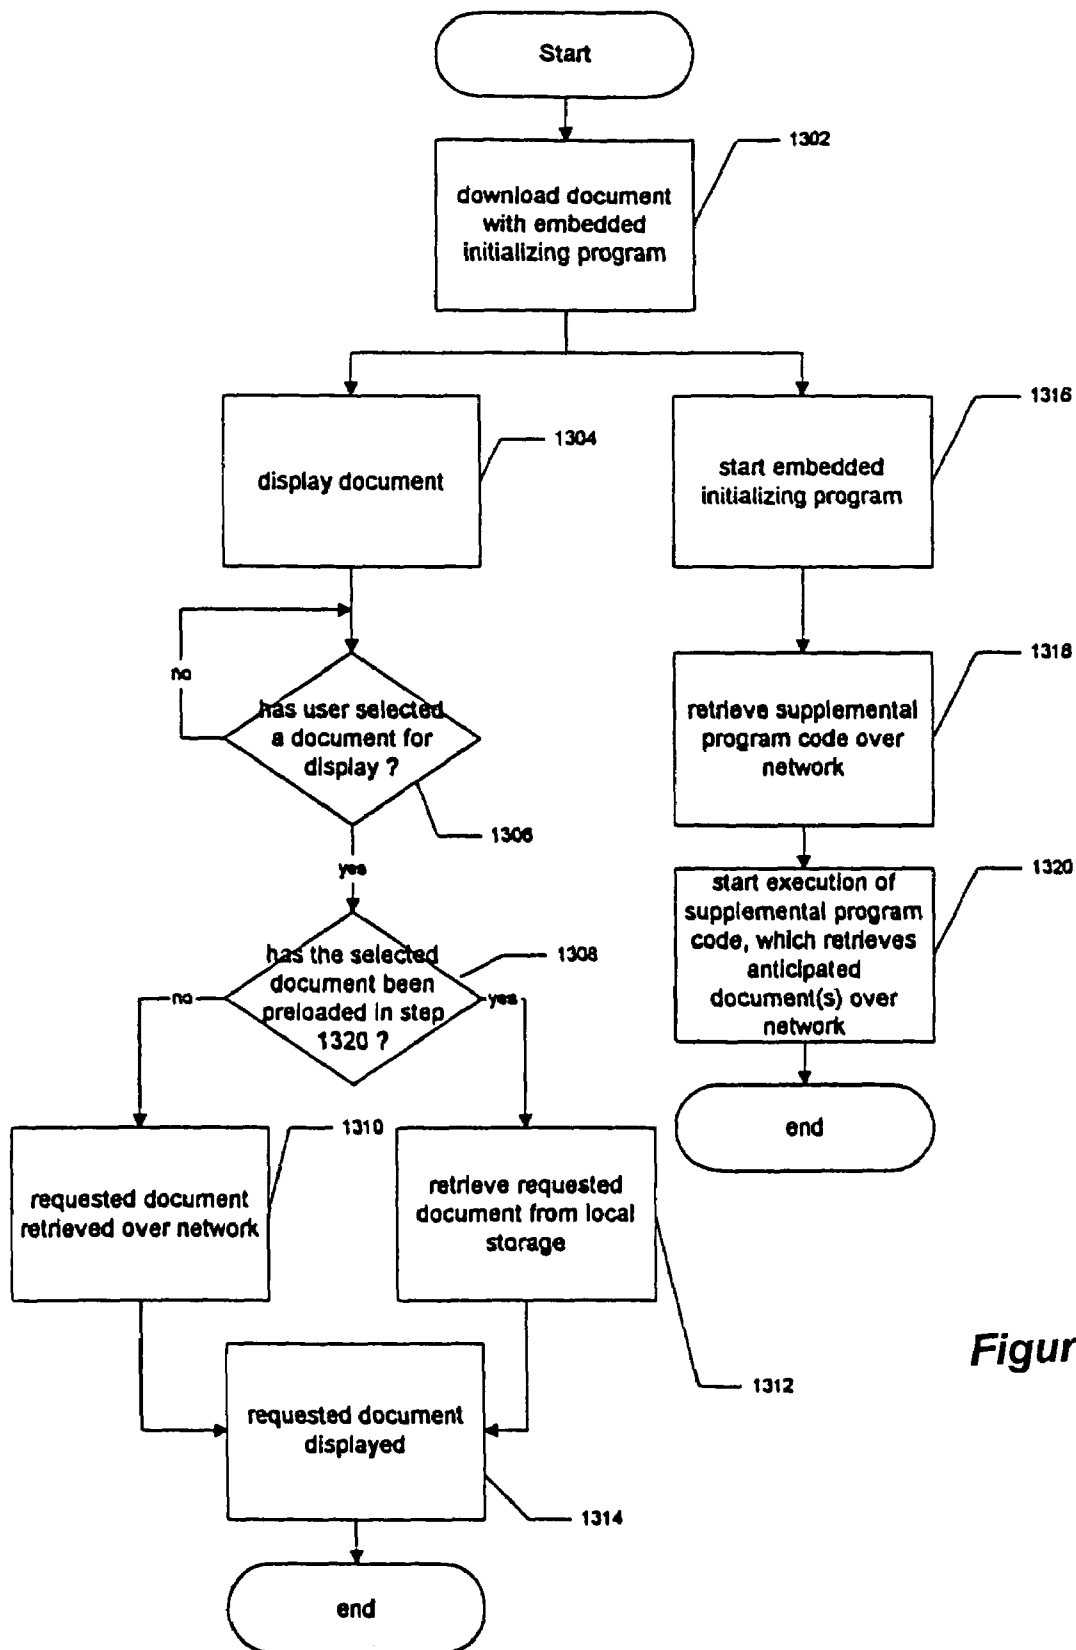 Start
1302
download document
with embedded
initializing program
1316
1304
display document
start embedded
initializing program
no
1318
has user selected
a document for
display ?
retrieve supplemental
program code over
network
1306
yes
1320
start execution of
supplemental program
code, which retrieves
anticipated
document(s) over
network
has the selected
document been
preloaded in step
1320 ?
1308
no
yes
end
1310
requested document
retrieved over network
retrieve requested
document from local
storage
Figur
1312
requested document
displayed
1314
end